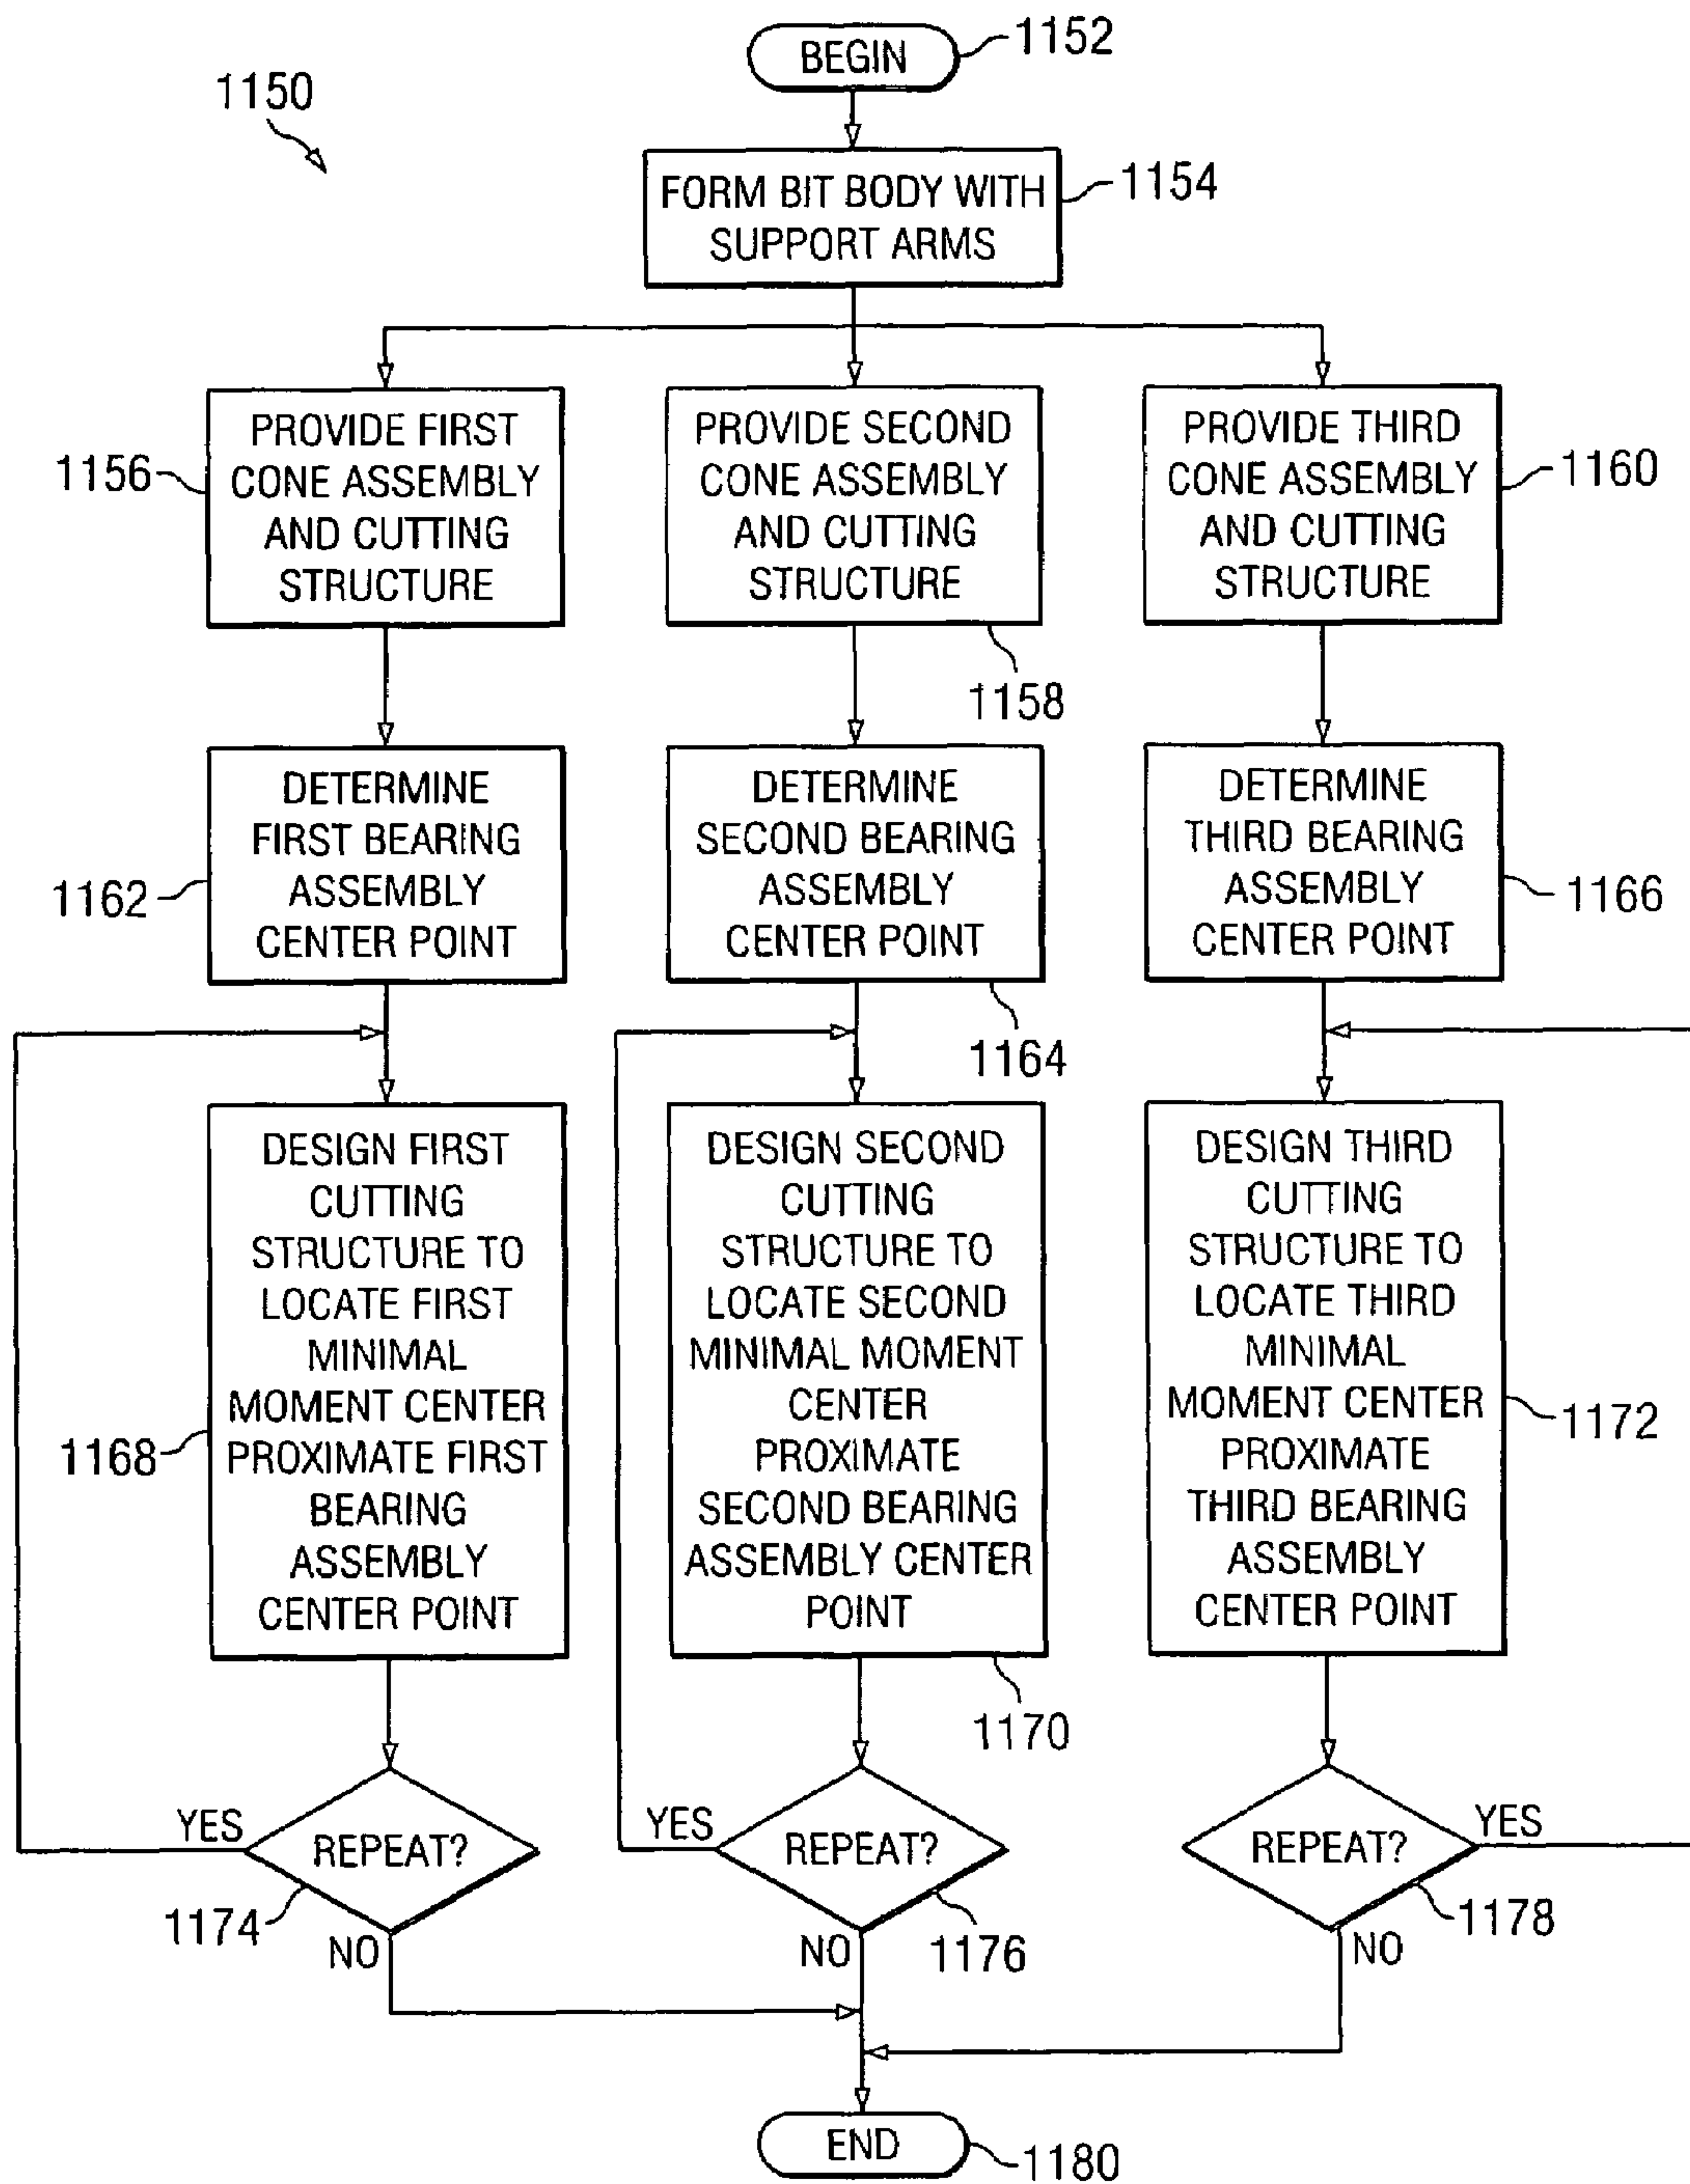 1150
BEGIN
1152
FORM BIT BODY WITH
SUPPORT ARMS
1154
PROVIDE FIRST
CONE ASSEMBLY
AND CUTTING
STRUCTURE
1156
PROVIDE SECOND
CONE ASSEMBLY
AND CUTTING
STRUCTURE
1158
PROVIDE THIRD
CONE ASSEMBLY
AND CUTTING
STRUCTURE
1160
DETERMINE
FIRST BEARING
ASSEMBLY
CENTER POINT
1162
DETERMINE
SECOND BEARING
ASSEMBLY
CENTER POINT
1164
DETERMINE
THIRD BEARING
ASSEMBLY
CENTER POINT
1166
DESIGN FIRST
CUTTING
STRUCTURE TO
LOCATE FIRST
MINIMAL
MOMENT CENTER
PROXIMATE FIRST
BEARING
ASSEMBLY
CENTER POINT
1168
DESIGN SECOND
CUTTING
STRUCTURE TO
LOCATE SECOND
MINIMAL MOMENT
CENTER
PROXIMATE
SECOND BEARING
ASSEMBLY CENTER
POINT
1170
DESIGN THIRD
CUTTING
STRUCTURE TO
LOCATE THIRD
MINIMAL
MOMENT CENTER
PROXIMATE
THIRD BEARING
ASSEMBLY
CENTER POINT
1172
YES
REPEAT?
1174
NO
YES
REPEAT?
1176
NO
REPEAT?
YES
1178
NO
END
1180